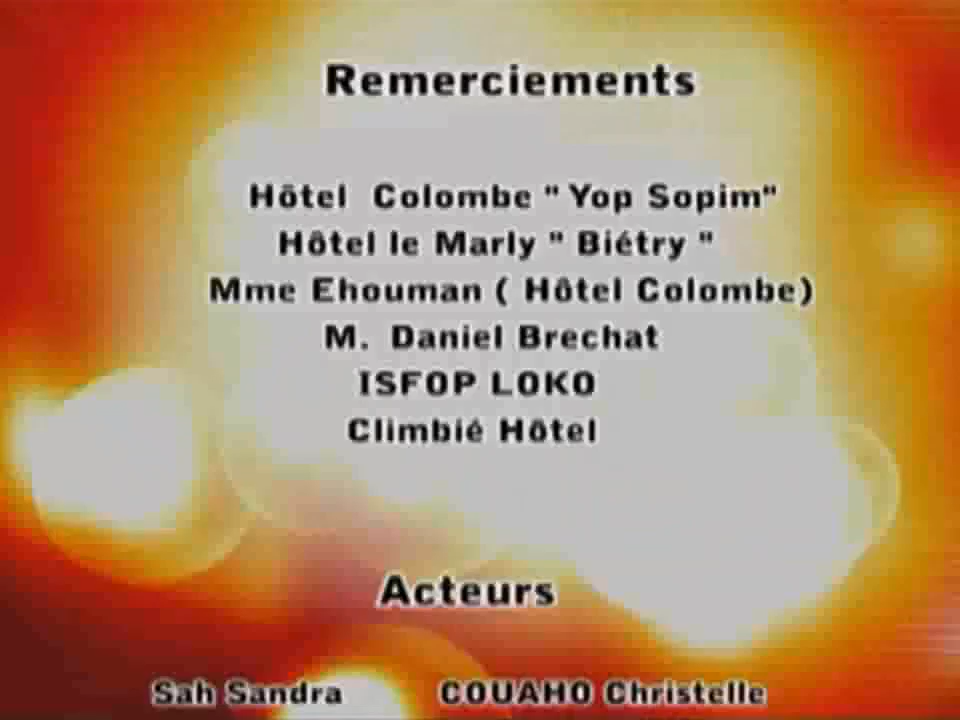 Remerciements
Hôtel Colombe " Yop Sopim"
Hôtel le Marly " Biétry "
Mme Ehouman ( Hôtel Colombe)
M. Daniel Brechat
ISFOP LOKO
Climbié Hôtel
Acteurs
Sah Sandra COUAHO Christelle